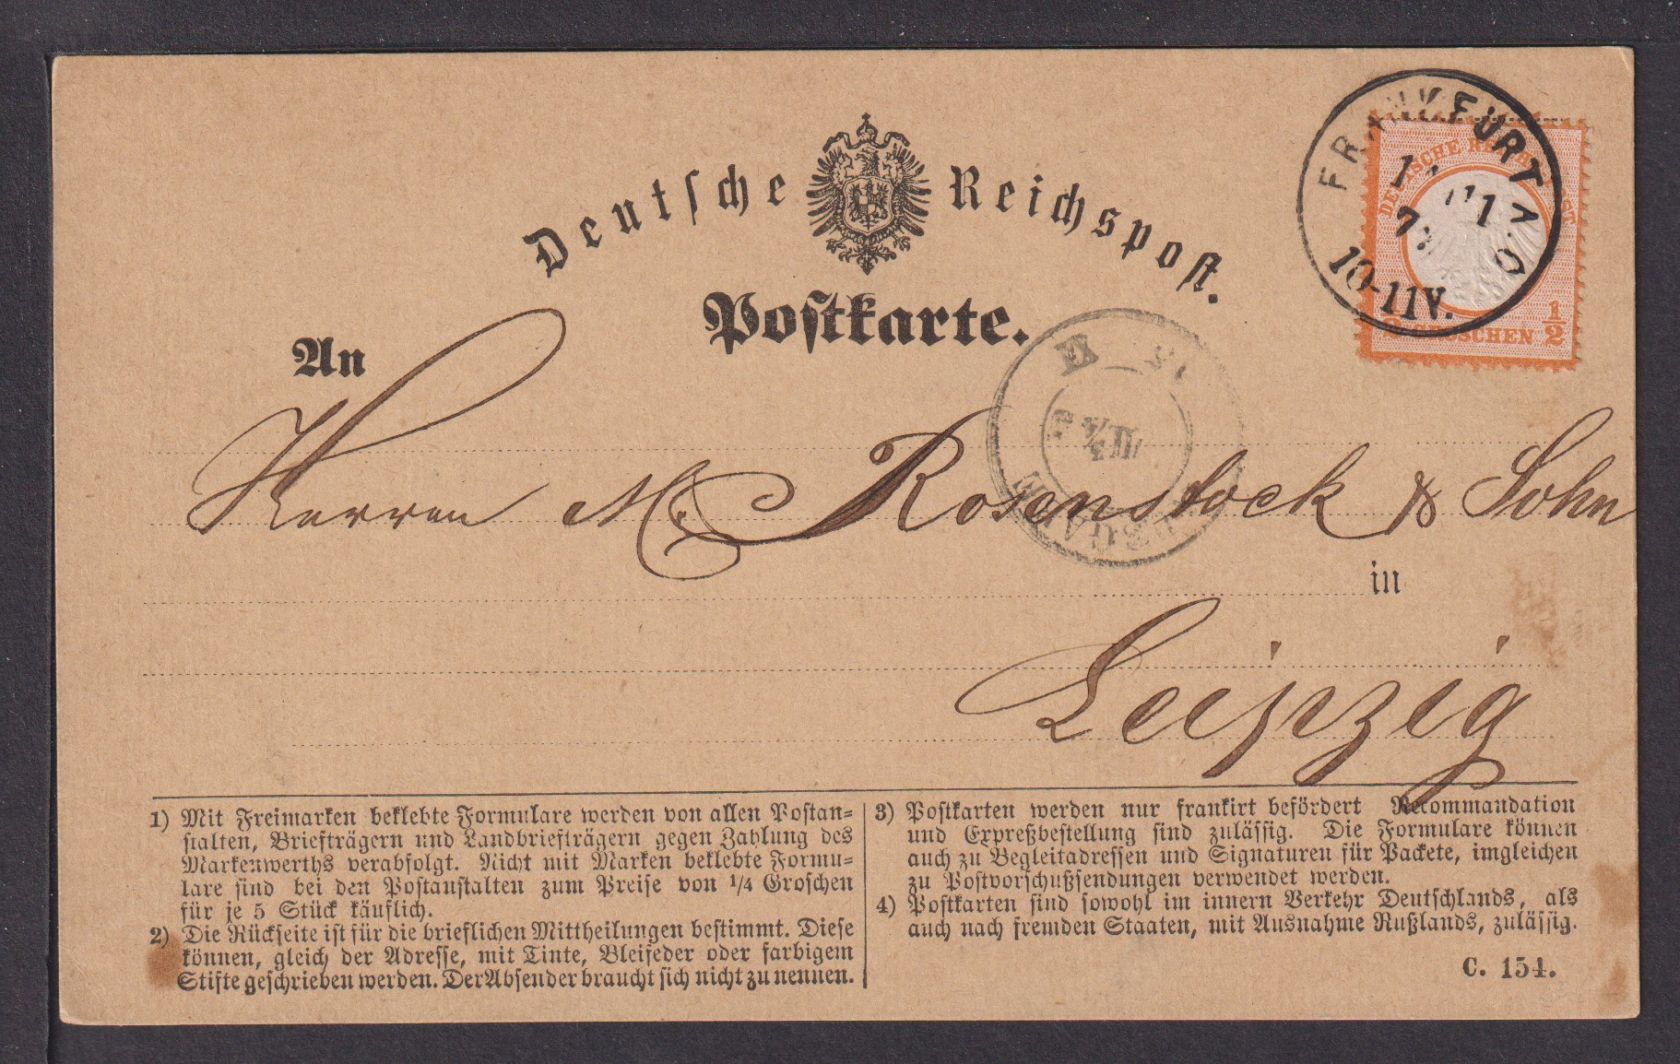 Deutsche Reichspost.
Postkarte.
An
FRANKFURT A.O
10-11V.
DEUTSCHE REICHS POST
GROSCHEN 1/2
Herren M. Rosenstock & Sohn
in
Leipzig
1) Mit Freimarken beklebte Formulare werden von allen Postan-
stalten, Briefträgern und Landbriefträgern gegen Zahlung des
Markenwerths verabfolgt. Nicht mit Marken beklebte Formu-
lare sind bei den Postanstalten zum Preise von 1/4 Groschen
für je 5 Stück käuflich.
2) Die Rückseite ist für die brieflichen Mittheilungen bestimmt. Diese
können, gleich der Adresse, mit Tinte, Bleifeder oder farbigem
Stifte geschrieben werden. Der Absender braucht sich nicht zu nennen.
3) Postkarten werden nur frankirt befördert Recommandation
und Expreßbestellung sind zulässig. Die Formulare können
auch zu Begleitadressen und Signaturen für Packete, imgleichen
zu Postvorschußsendungen verwendet werden.
4) Postkarten sind sowohl im innern Verkehr Deutschlands, als
auch nach fremden Staaten, mit Ausnahme Rußlands, zulässig.
C. 154.